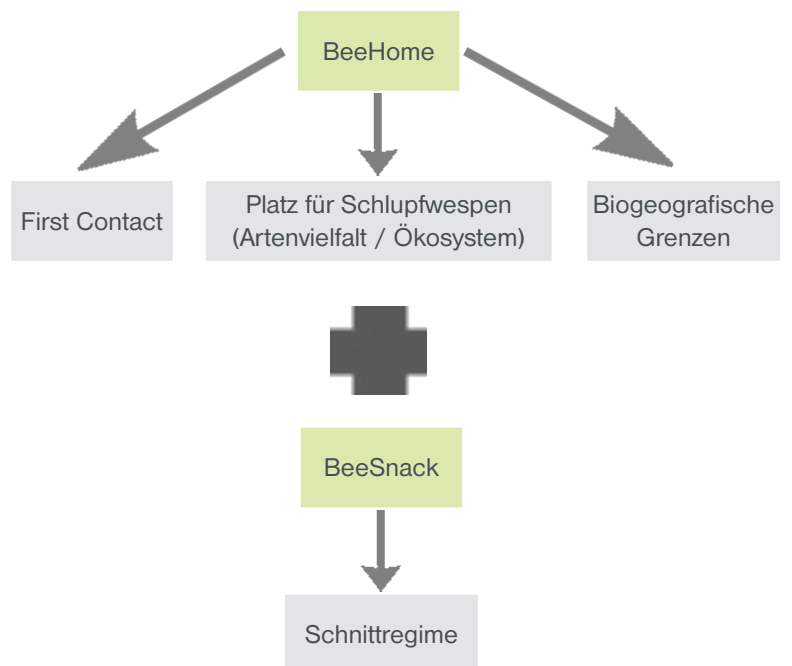 BeeHome
First Contact
Platz für Schlupfwespen
(Artenvielfalt / Ökosystem)
Biogeografische
Grenzen
BeeSnack
Schnittregime